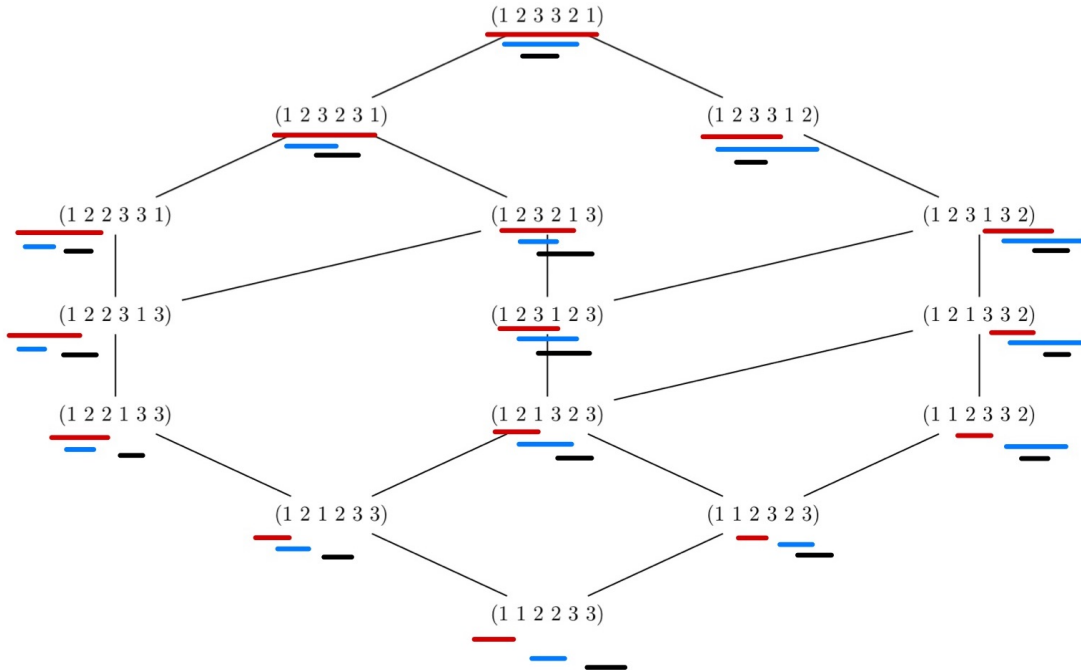 (1 2 3 3 2 1)
(1 2 3 2 3 1) (1 2 3 3 1 2)
(1 2 2 3 3 1) (1 2 3 2 1 3) (1 2 3 1 3 2)
(1 2 2 3 1 3) (1 2 3 1 2 3) (1 2 1 3 3 2)
(1 2 2 1 3 3) (1 2 1 3 2 3) (1 1 2 3 3 2)
(1 2 1 2 3 3) (1 1 2 3 2 3)
(1 1 2 2 3 3)